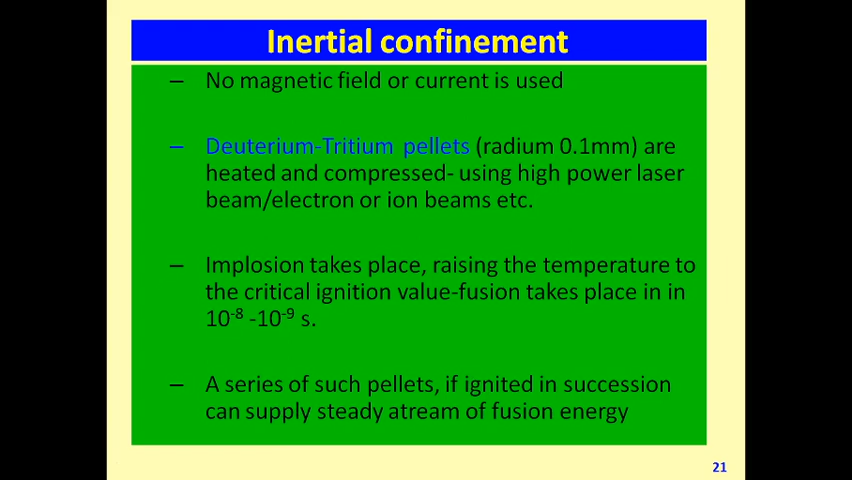 Inertial confinement
– No magnetic field or current is used
– Deuterium-Tritium pellets (radium 0.1mm) are
heated and compressed- using high power laser
beam/electron or ion beams etc.
– Implosion takes place, raising the temperature to
the critical ignition value-fusion takes place in in
10⁻⁸ -10⁻⁹ s.
– A series of such pellets, if ignited in succession
can supply steady atream of fusion energy
21